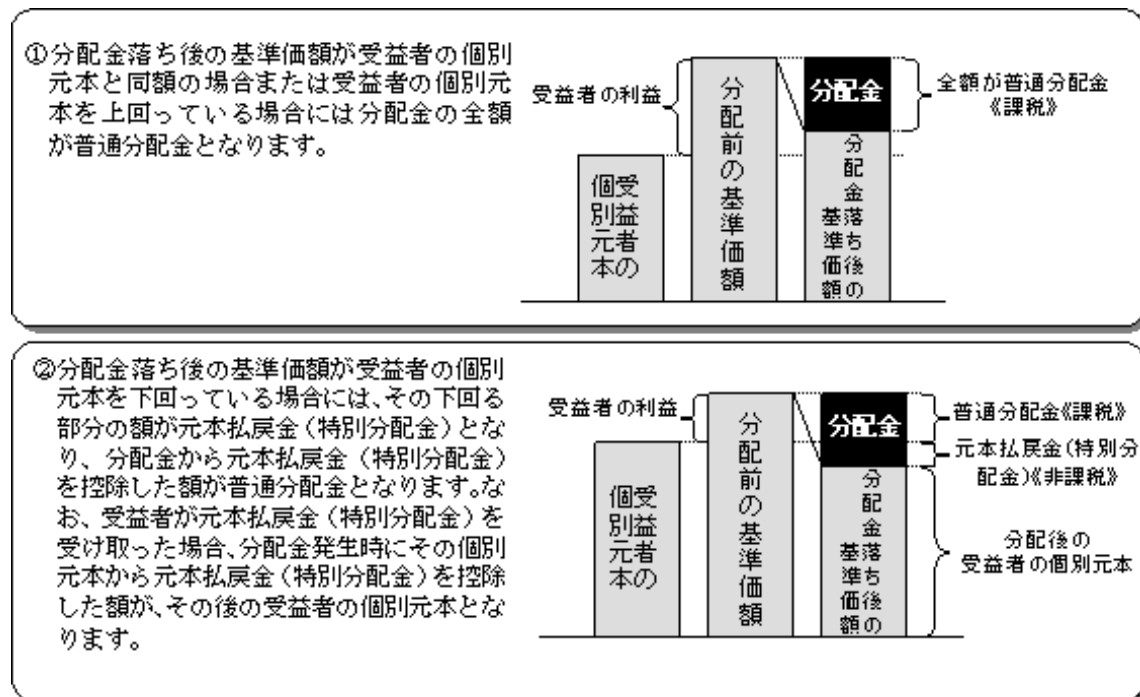 ①分配金落ち後の基準価額が受益者の個別
元本と同額の場合または受益者の個別元
本を上回っている場合には分配金の全額
が普通分配金となります。
受益者の利益
受益者の
個別元本
分配前の基準価額
分配金
分配金落ち後の
基準価額
全額が普通分配金
《課税》
②分配金落ち後の基準価額が受益者の個別
元本を下回っている場合には、その下回る
部分の額が元本払戻金(特別分配金)とな
り、分配金から元本払戻金(特別分配金)
を控除した額が普通分配金となります。な
お、受益者が元本払戻金(特別分配金)を
受け取った場合、分配金発生時にその個別
元本から元本払戻金(特別分配金)を控除
した額が、その後の受益者の個別元本とな
ります。
受益者の利益
受益者の
個別元本
分配前の基準価額
分配金
分配金落ち後の
基準価額
普通分配金《課税》
元本払戻金(特別分
配金)《非課税》
分配後の
受益者の個別元本